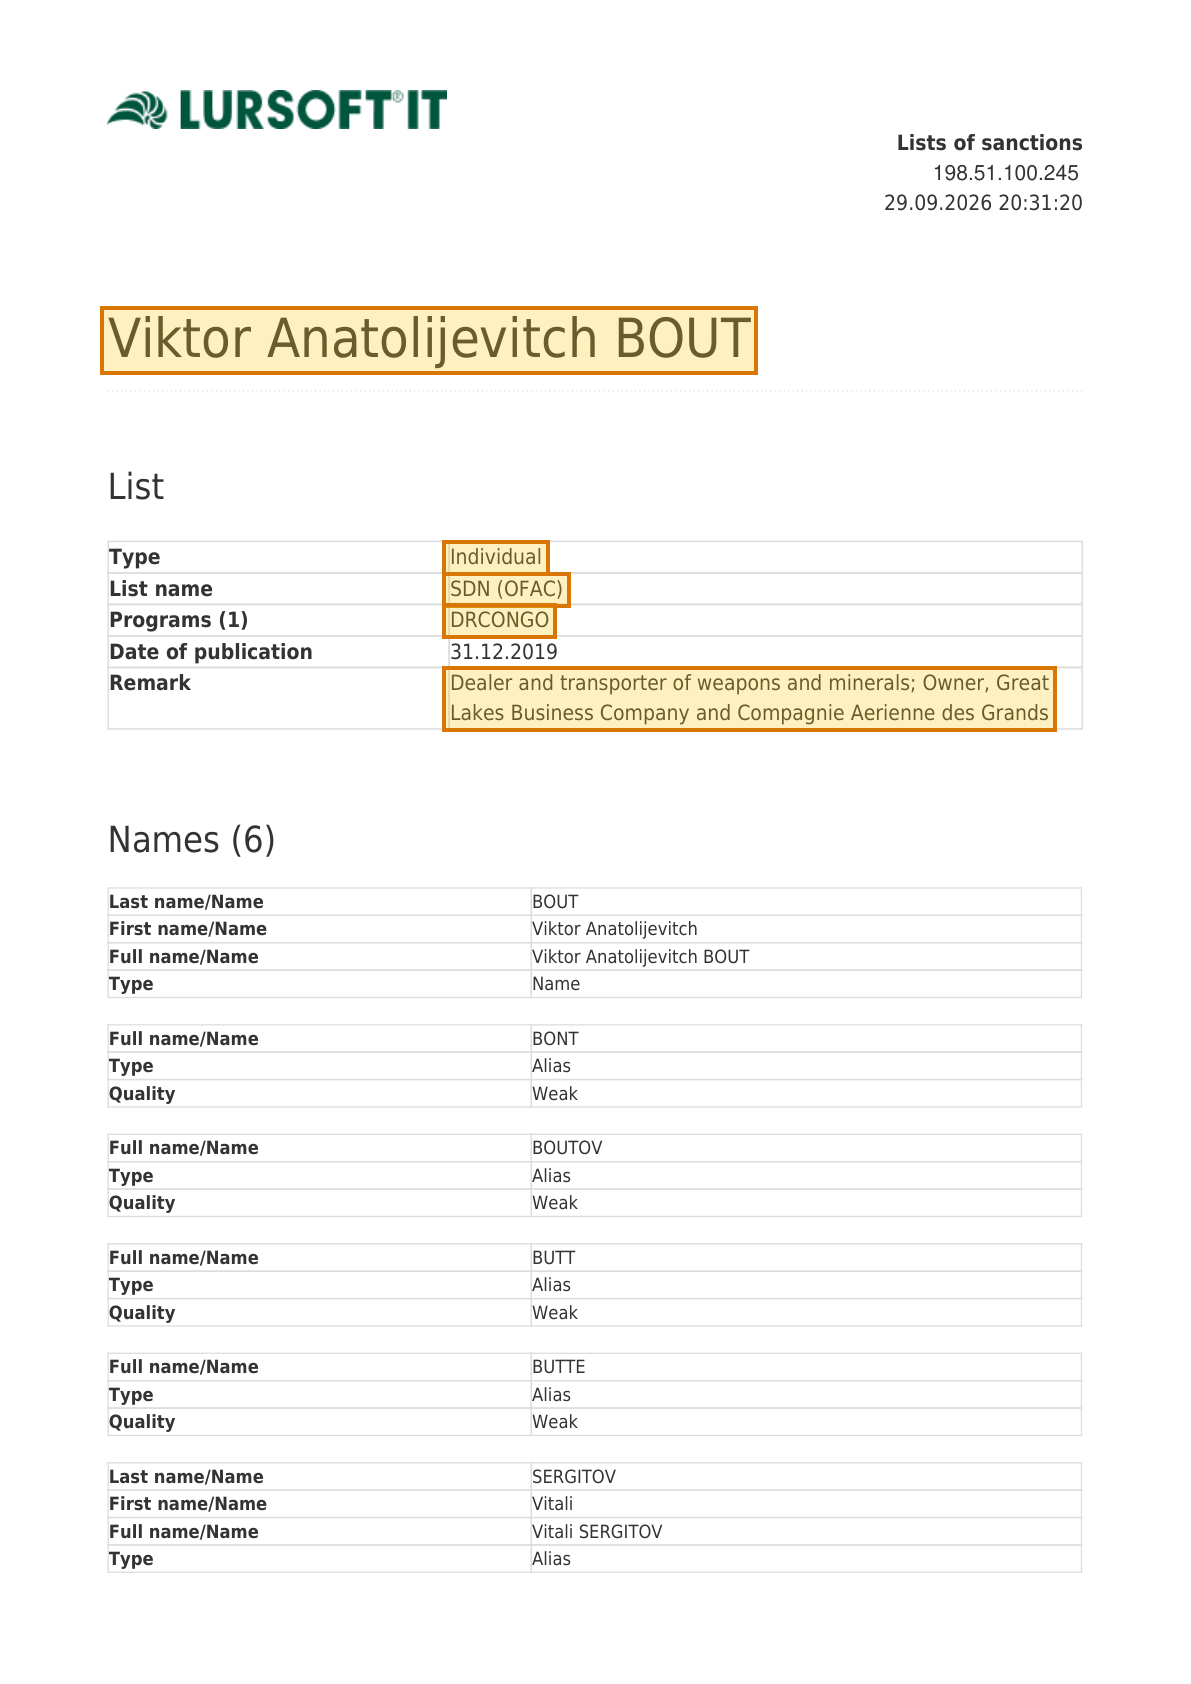 LURSOFT®IT
Lists of sanctions
198.51.100.245
29.09.2026 20:31:20
Viktor Anatolijevitch BOUT
List
Type Individual
List name SDN (OFAC)
Programs (1) DRCONGO
Date of publication 31.12.2019
Remark Dealer and transporter of weapons and minerals; Owner, Great
Lakes Business Company and Compagnie Aerienne des Grands
Names (6)
Last name/Name BOUT
First name/Name Viktor Anatolijevitch
Full name/Name Viktor Anatolijevitch BOUT
Type Name
Full name/Name BONT
Type Alias
Quality Weak
Full name/Name BOUTOV
Type Alias
Quality Weak
Full name/Name BUTT
Type Alias
Quality Weak
Full name/Name BUTTE
Type Alias
Quality Weak
Last name/Name SERGITOV
First name/Name Vitali
Full name/Name Vitali SERGITOV
Type Alias